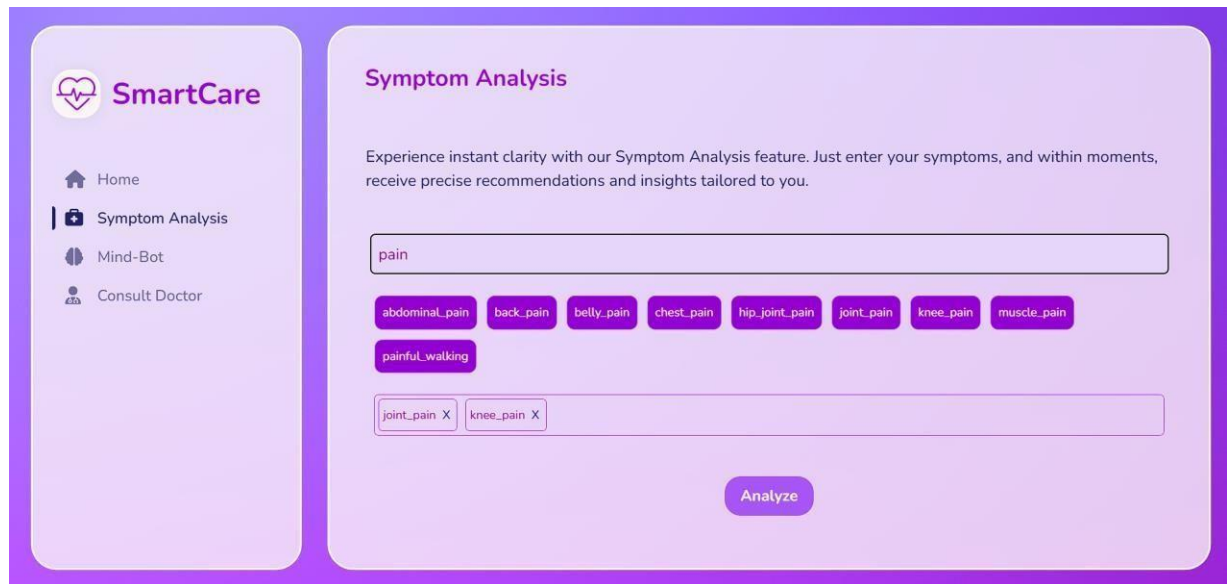 SmartCare
Home
Symptom Analysis
Mind-Bot
Consult Doctor
Symptom Analysis
Experience instant clarity with our Symptom Analysis feature. Just enter your symptoms, and within moments,
receive precise recommendations and insights tailored to you.
pain
abdominal_pain back_pain belly_pain chest_pain hip_joint_pain joint_pain knee_pain muscle_pain
painful_walking
joint_pain X knee_pain X
Analyze